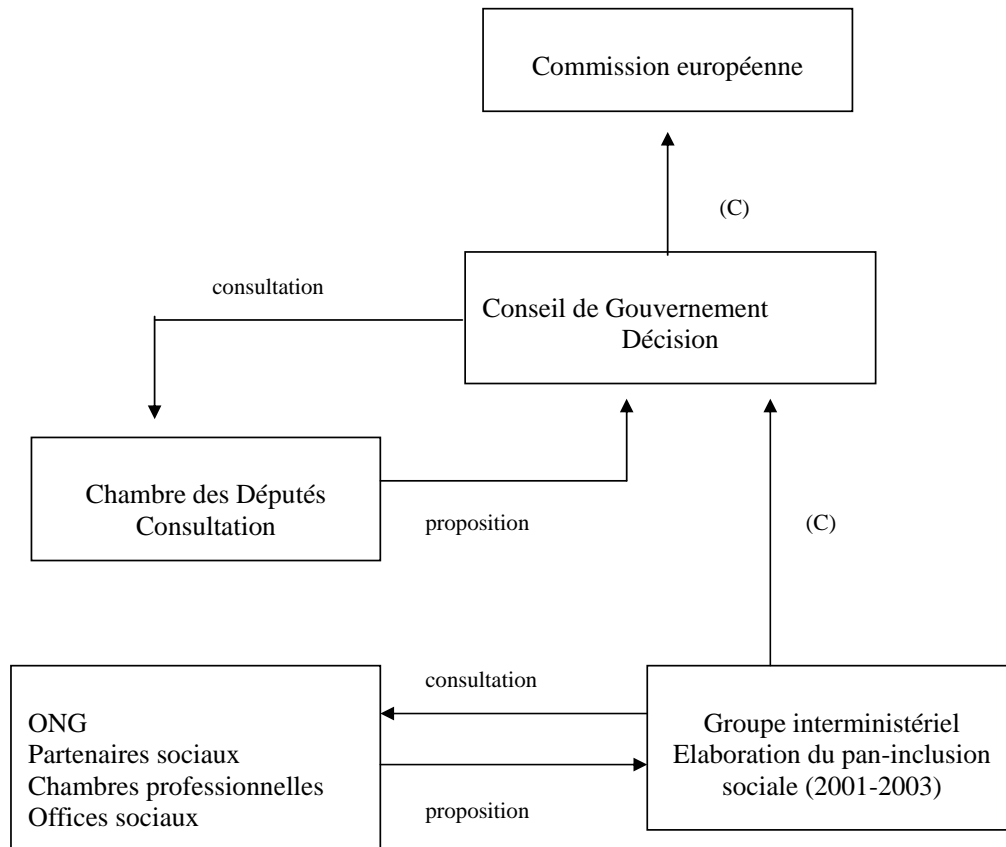 Commission européenne
(C)
consultation
Conseil de Gouvernement
Décision
Chambre des Députés
Consultation
proposition
(C)
consultation
ONG
Partenaires sociaux
Chambres professionnelles
Offices sociaux
Groupe interministériel
Elaboration du pan-inclusion
sociale (2001-2003)
proposition